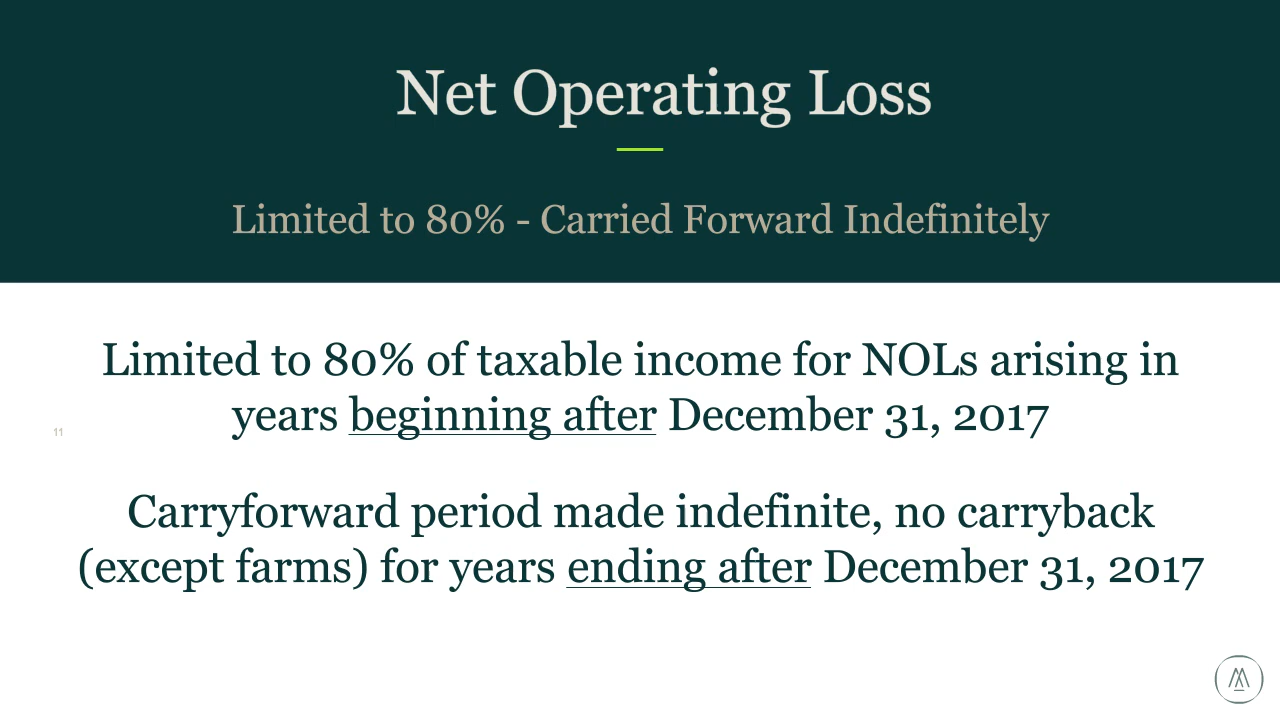 Net Operating Loss
Limited to 80% - Carried Forward Indefinitely
Limited to 80% of taxable income for NOLs arising in
years beginning after December 31, 2017
11
Carryforward period made indefinite, no carryback
(except farms) for years ending after December 31, 2017